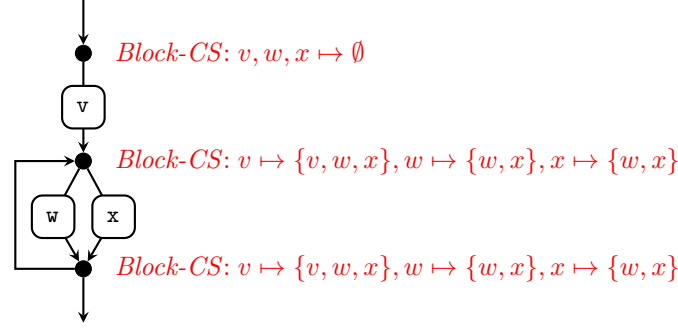 Block-CS: v, w, x ↦ ∅
v
Block-CS: v ↦ {v, w, x}, w ↦ {w, x}, x ↦ {w, x}
w x
Block-CS: v ↦ {v, w, x}, w ↦ {w, x}, x ↦ {w, x}